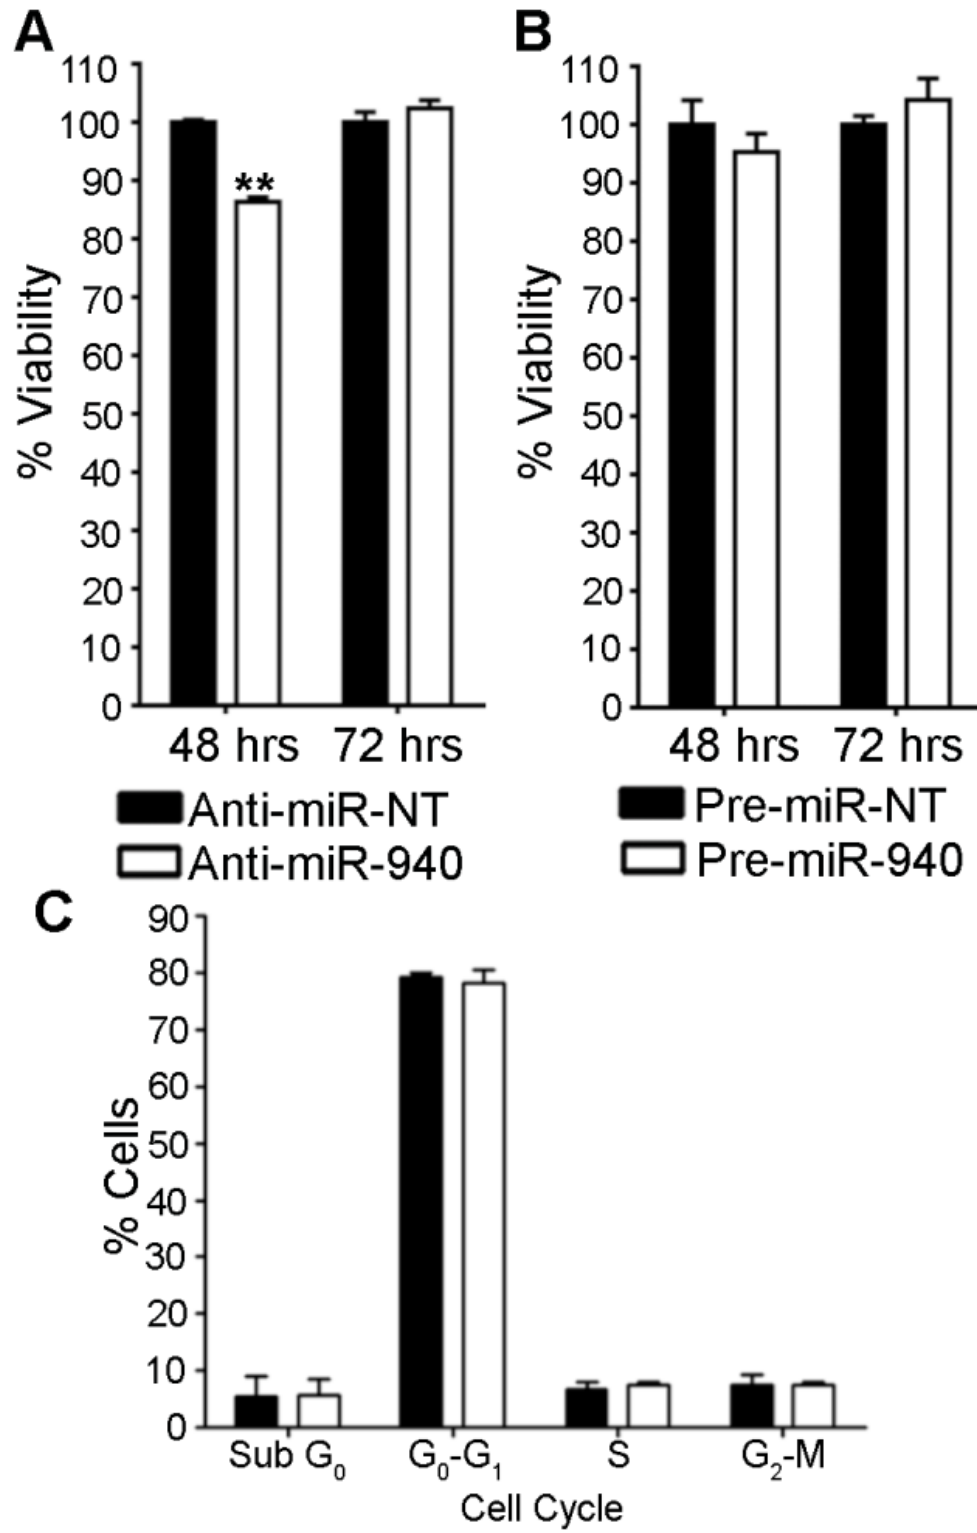 A
110
100
90
80
70
60
50
40
30
20
10
0
% Viability
**
48 hrs
72 hrs
Anti-miR-NT
Anti-miR-940
B
110
100
90
80
70
60
50
40
30
20
10
0
% Viability
48 hrs
72 hrs
Pre-miR-NT
Pre-miR-940
C
90
80
70
60
50
40
30
20
10
0
% Cells
Sub G₀
G₀-G₁
S
G₂-M
Cell Cycle